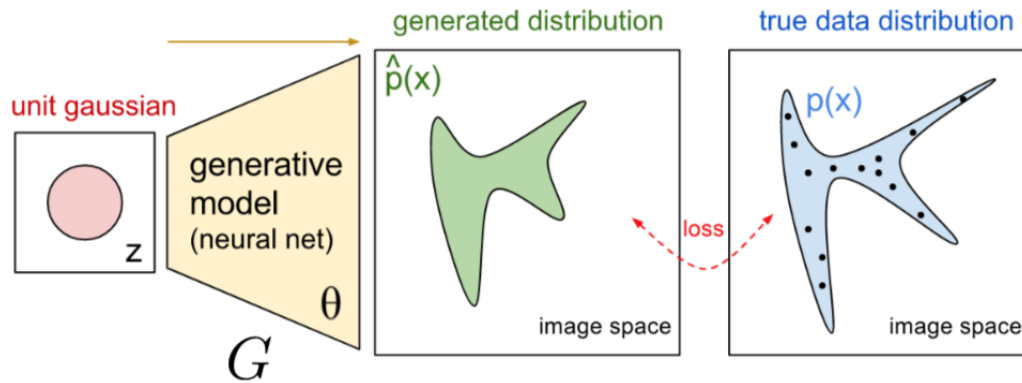 generated distribution
true data distribution
unit gaussian
p̂(x)
p(x)
generative
model
(neural net)
z
θ
G
loss
image space
image space